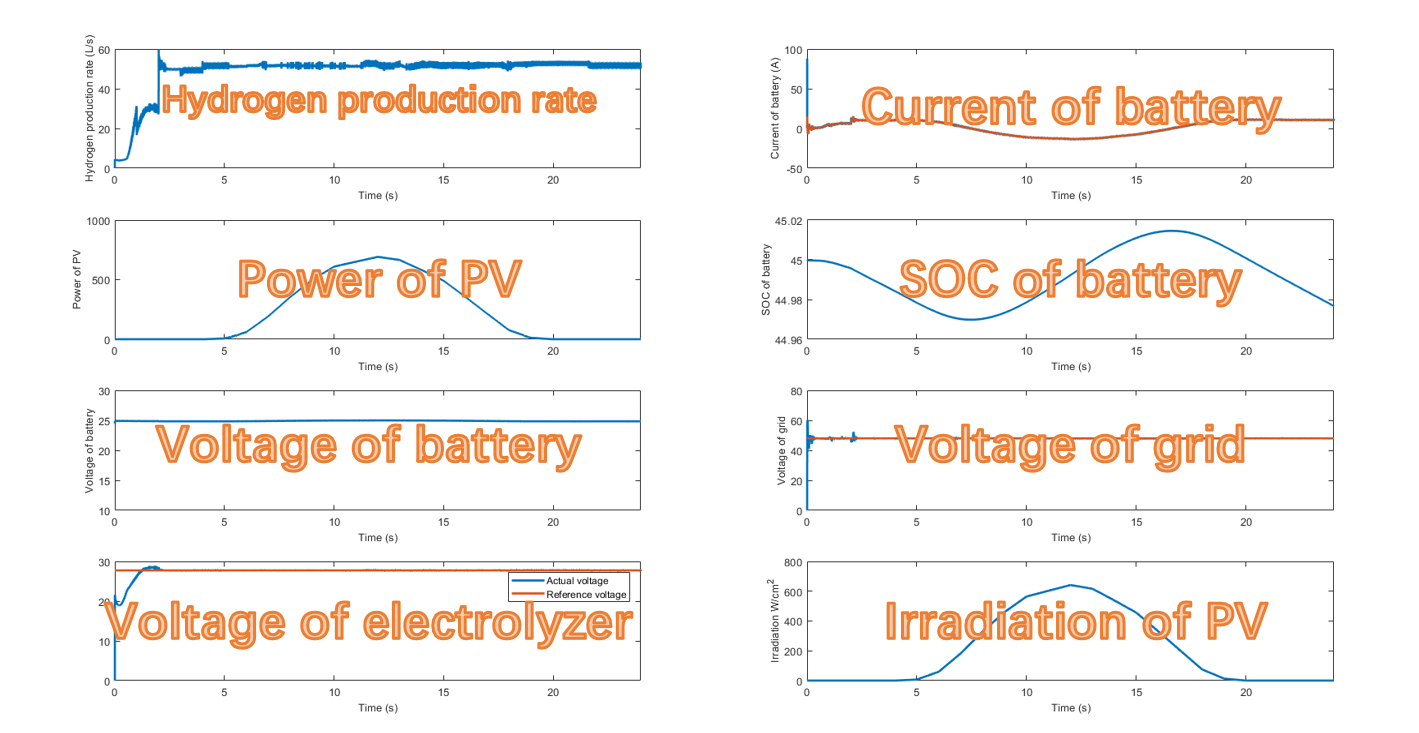 Hydrogen production rate (L/s)
60
40
20
0
Hydrogen production rate
0 5 10 15 20
Time (s)
Current of battery (A)
100
50
0
-50
Current of battery
0 5 10 15 20
Time (s)
Power of PV
1000
500
0
Power of PV
0 5 10 15 20
Time (s)
SOC of battery
45.02
45
44.98
44.96
SOC of battery
0 5 10 15 20
Time (s)
Voltage of battery
30
25
20
15
10
Voltage of battery
0 5 10 15 20
Time (s)
Voltage of grid
80
60
40
20
0
Voltage of grid
0 5 10 15 20
Time (s)
30
20
10
0
Actual voltage
Reference voltage
Voltage of electrolyzer
0 5 10 15 20
Time (s)
Irradiation W/cm²
800
600
400
200
0
Irradiation of PV
0 5 10 15 20
Time (s)